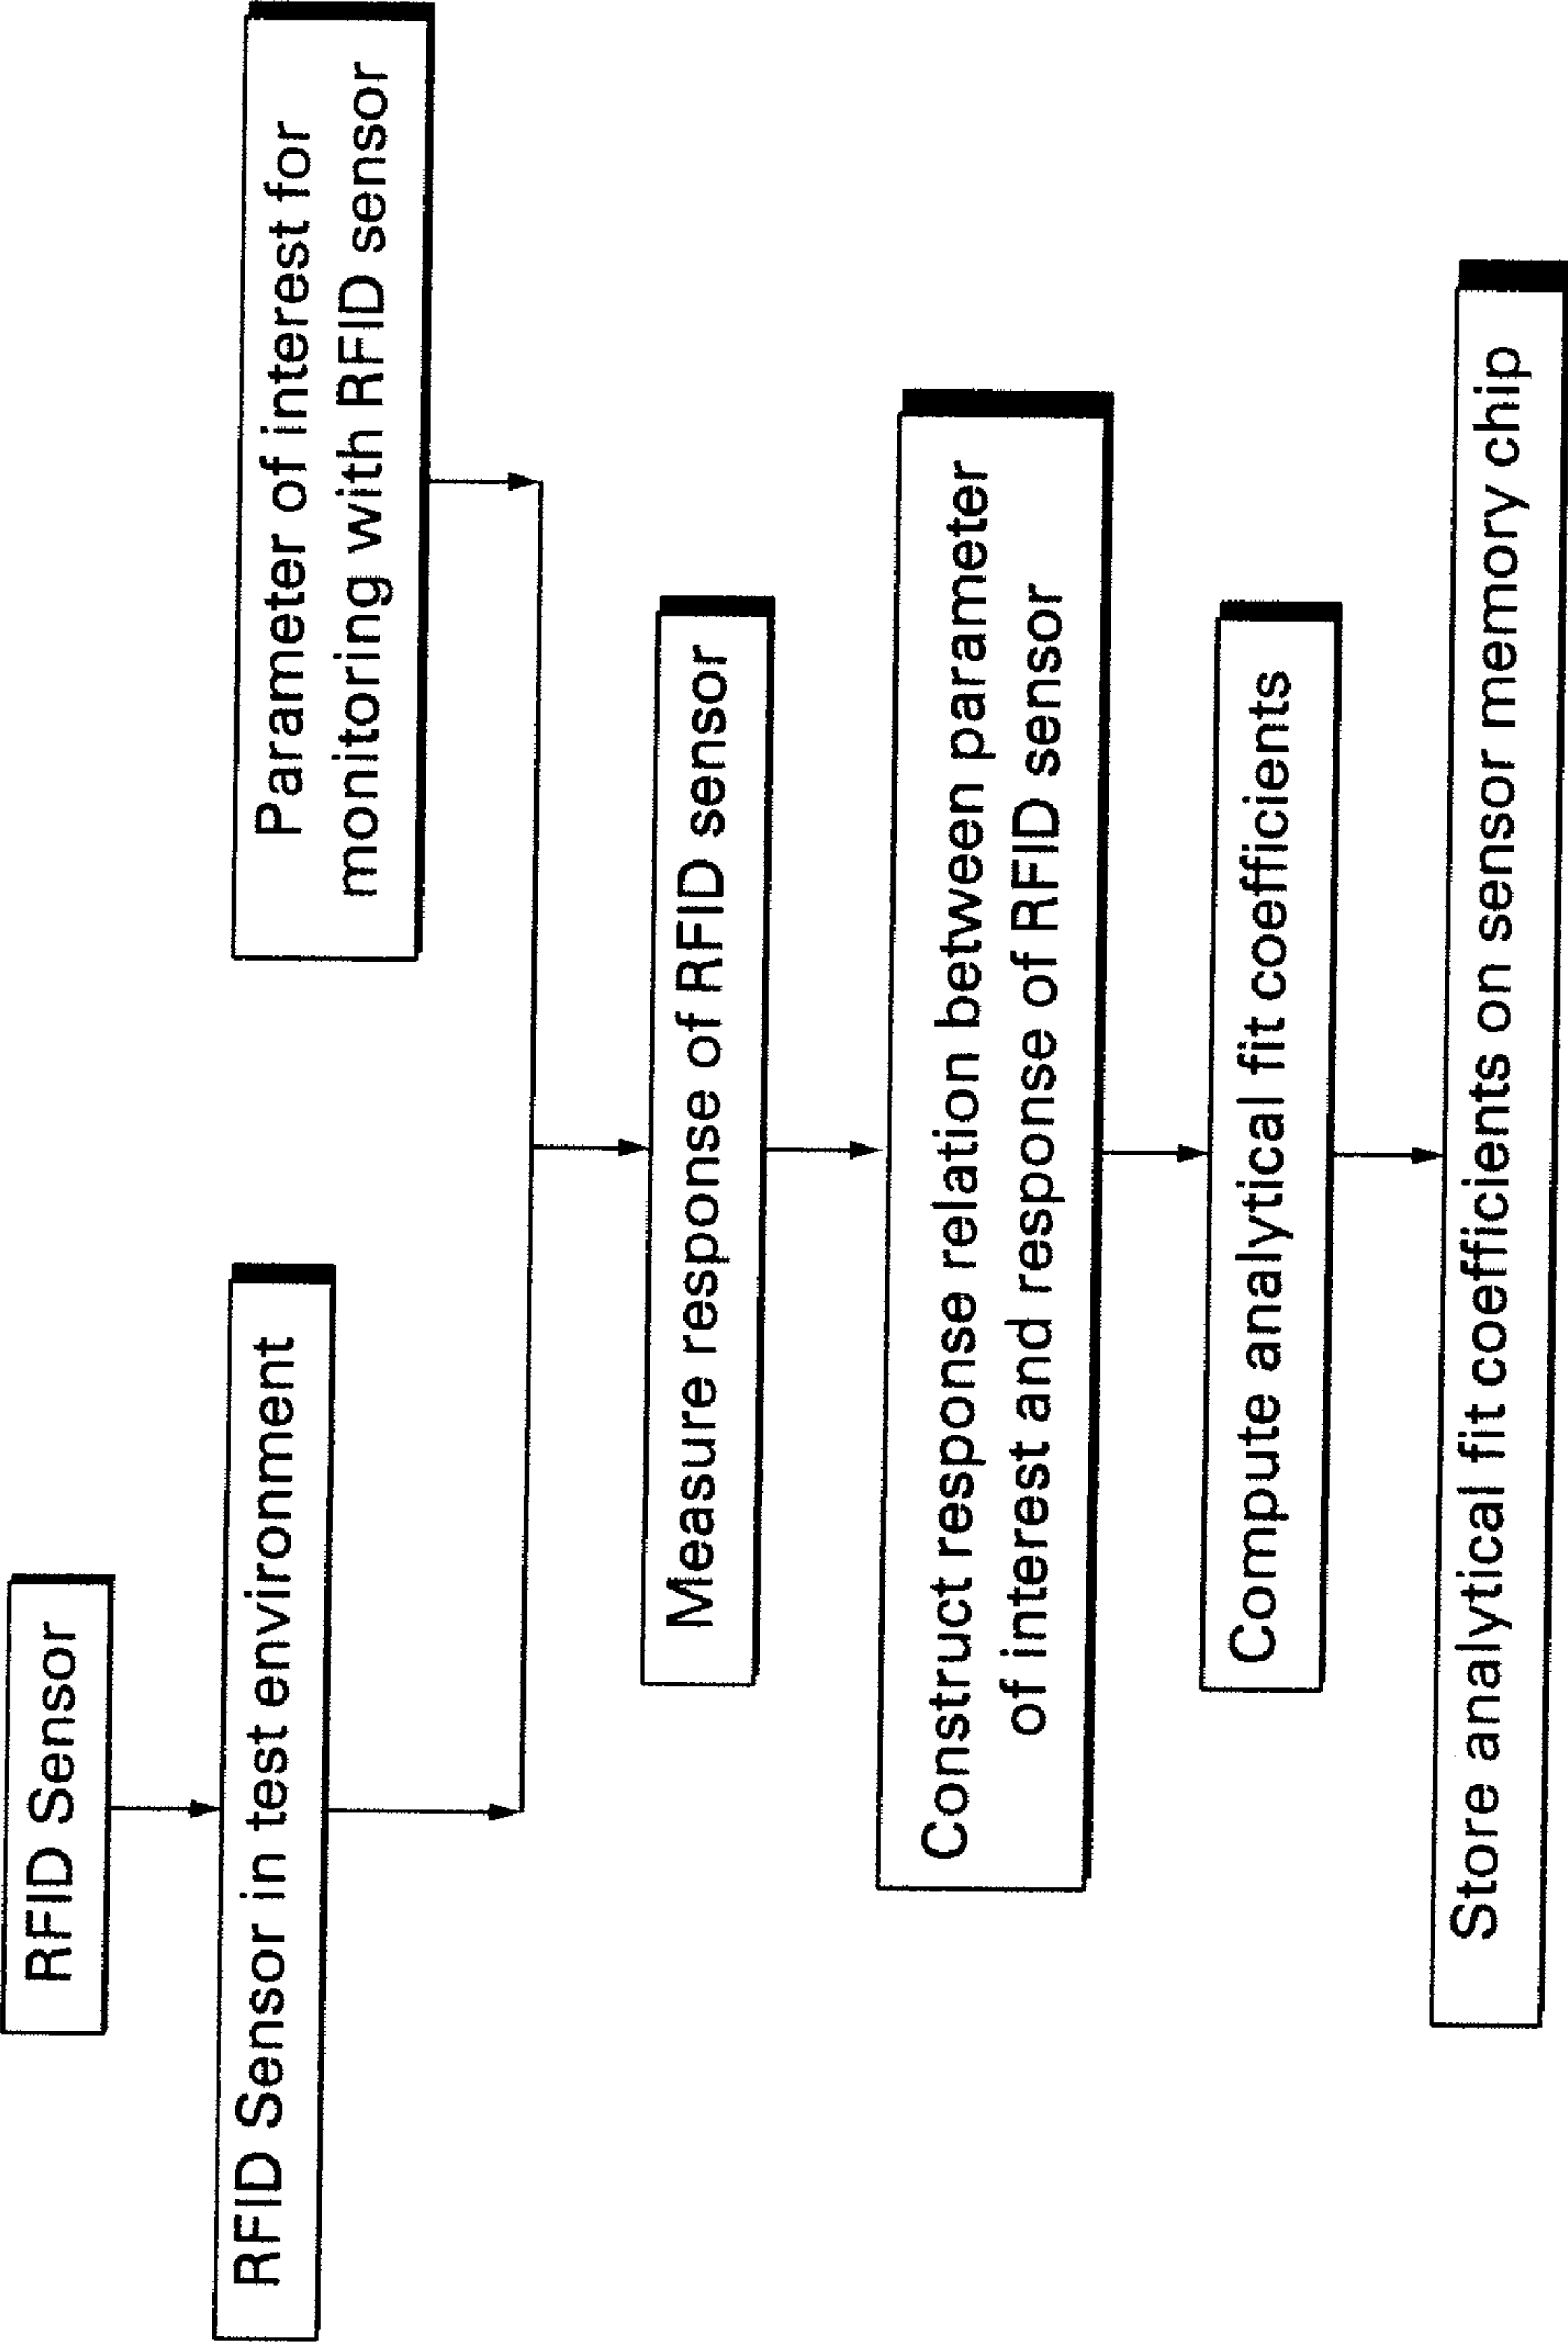 RFID Sensor
RFID Sensor in test environment
Parameter of interest for
monitoring with RFID sensor
Measure response of RFID sensor
Construct response relation between parameter
of interest and response of RFID sensor
Compute analytical fit coefficients
Store analytical fit coefficients on sensor memory chip